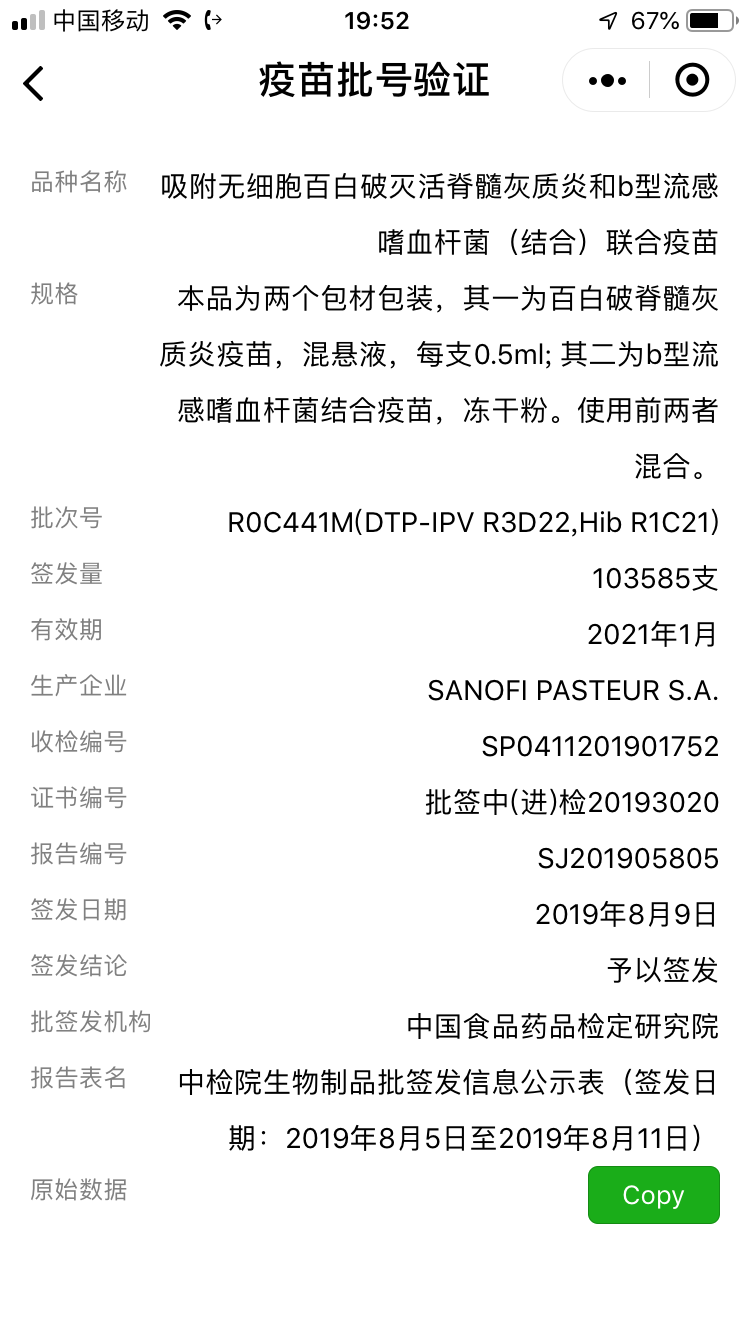 中国移动 19:52 67%
疫苗批号验证
品种名称 吸附无细胞百白破灭活脊髓灰质炎和b型流感
嗜血杆菌（结合）联合疫苗
规格 本品为两个包材包装，其一为百白破脊髓灰
质炎疫苗，混悬液，每支0.5ml; 其二为b型流
感嗜血杆菌结合疫苗，冻干粉。使用前两者
混合。
批次号 R0C441M(DTP-IPV R3D22,Hib R1C21)
签发量 103585支
有效期 2021年1月
生产企业 SANOFI PASTEUR S.A.
收检编号 SP0411201901752
证书编号 批签中(进)检20193020
报告编号 SJ201905805
签发日期 2019年8月9日
签发结论 予以签发
批签发机构 中国食品药品检定研究院
报告表名 中检院生物制品批签发信息公示表（签发日
期：2019年8月5日至2019年8月11日）
原始数据 Copy